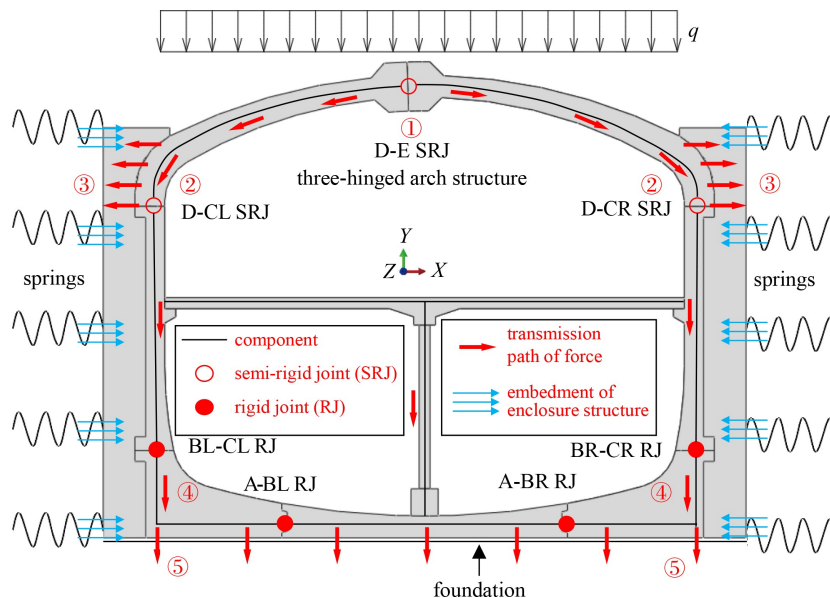 q
①
D-E SRJ
three-hinged arch structure
③
②
②
③
D-CL SRJ
D-CR SRJ
Y
Z
X
springs
springs
component
semi-rigid joint (SRJ)
rigid joint (RJ)
transmission
path of force
embedment of
enclosure structure
BL-CL RJ
BR-CR RJ
④
A-BL RJ
A-BR RJ
④
⑤
⑤
foundation